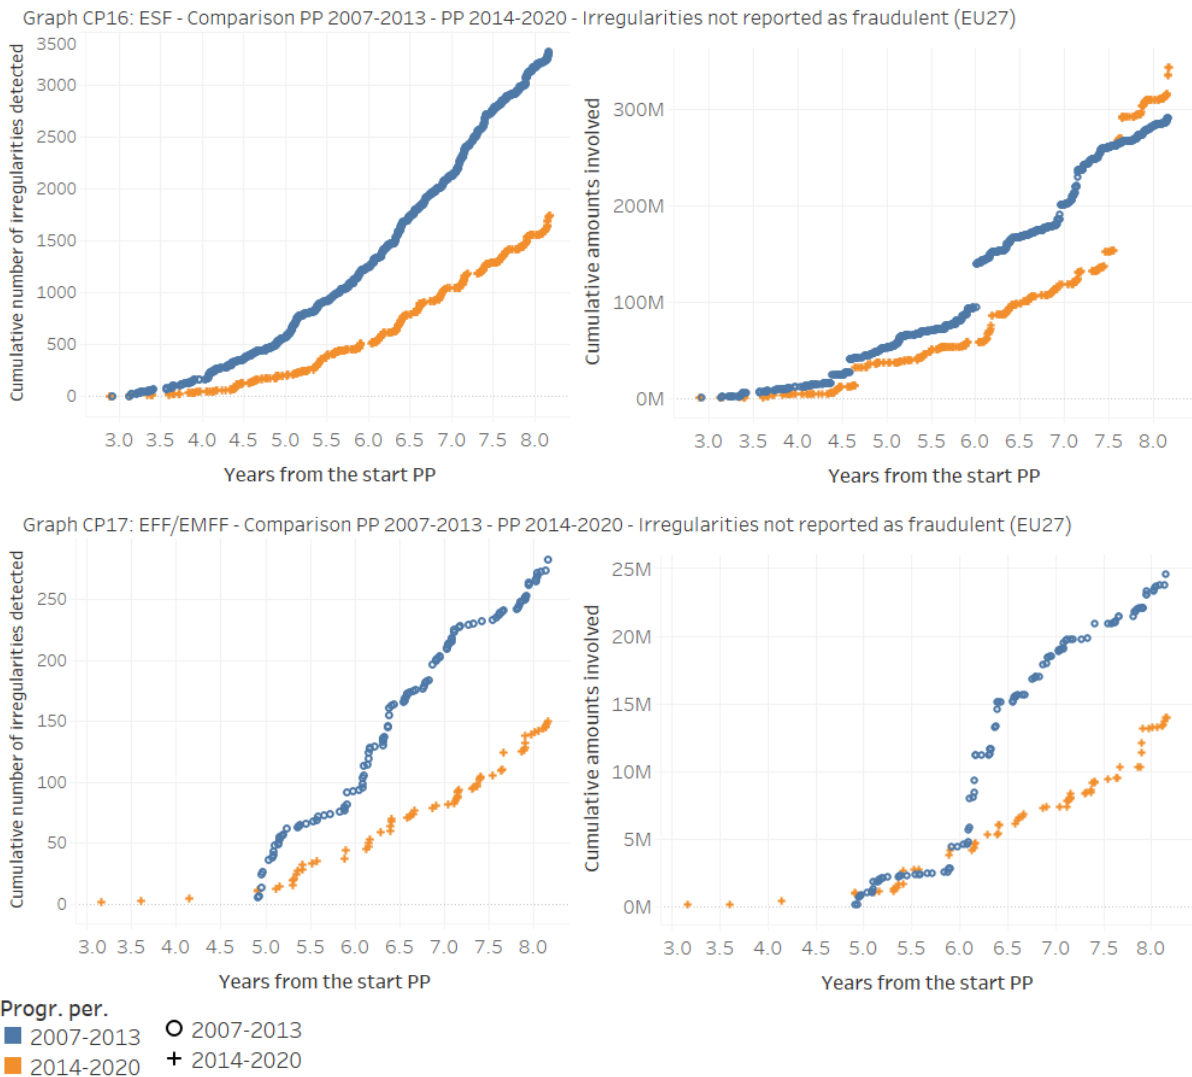 Graph CP16: ESF - Comparison PP 2007-2013 - PP 2014-2020 - Irregularities not reported as fraudulent (EU27)
Cumulative number of irregularities detected
3500
3000
2500
2000
1500
1000
500
0
3.0 3.5 4.0 4.5 5.0 5.5 6.0 6.5 7.0 7.5 8.0
Years from the start PP
Cumulative amounts involved
300M
200M
100M
0M
3.0 3.5 4.0 4.5 5.0 5.5 6.0 6.5 7.0 7.5 8.0
Years from the start PP
Graph CP17: EFF/EMFF - Comparison PP 2007-2013 - PP 2014-2020 - Irregularities not reported as fraudulent (EU27)
Cumulative number of irregularities detected
250
200
150
100
50
0
3.0 3.5 4.0 4.5 5.0 5.5 6.0 6.5 7.0 7.5 8.0
Years from the start PP
Cumulative amounts involved
25M
20M
15M
10M
5M
0M
3.0 3.5 4.0 4.5 5.0 5.5 6.0 6.5 7.0 7.5 8.0
Years from the start PP
Progr. per.
2007-2013
2014-2020
2007-2013
2014-2020